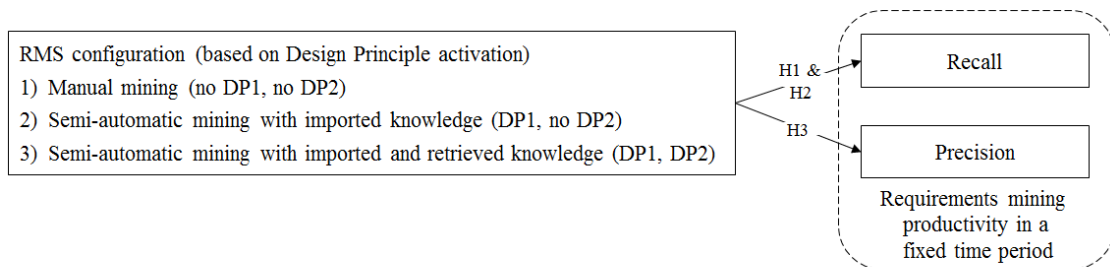 RMS configuration (based on Design Principle activation)
1) Manual mining (no DP1, no DP2)
2) Semi-automatic mining with imported knowledge (DP1, no DP2)
3) Semi-automatic mining with imported and retrieved knowledge (DP1, DP2)
H1 &
H2
H3
Recall
Precision
Requirements mining
productivity in a
fixed time period